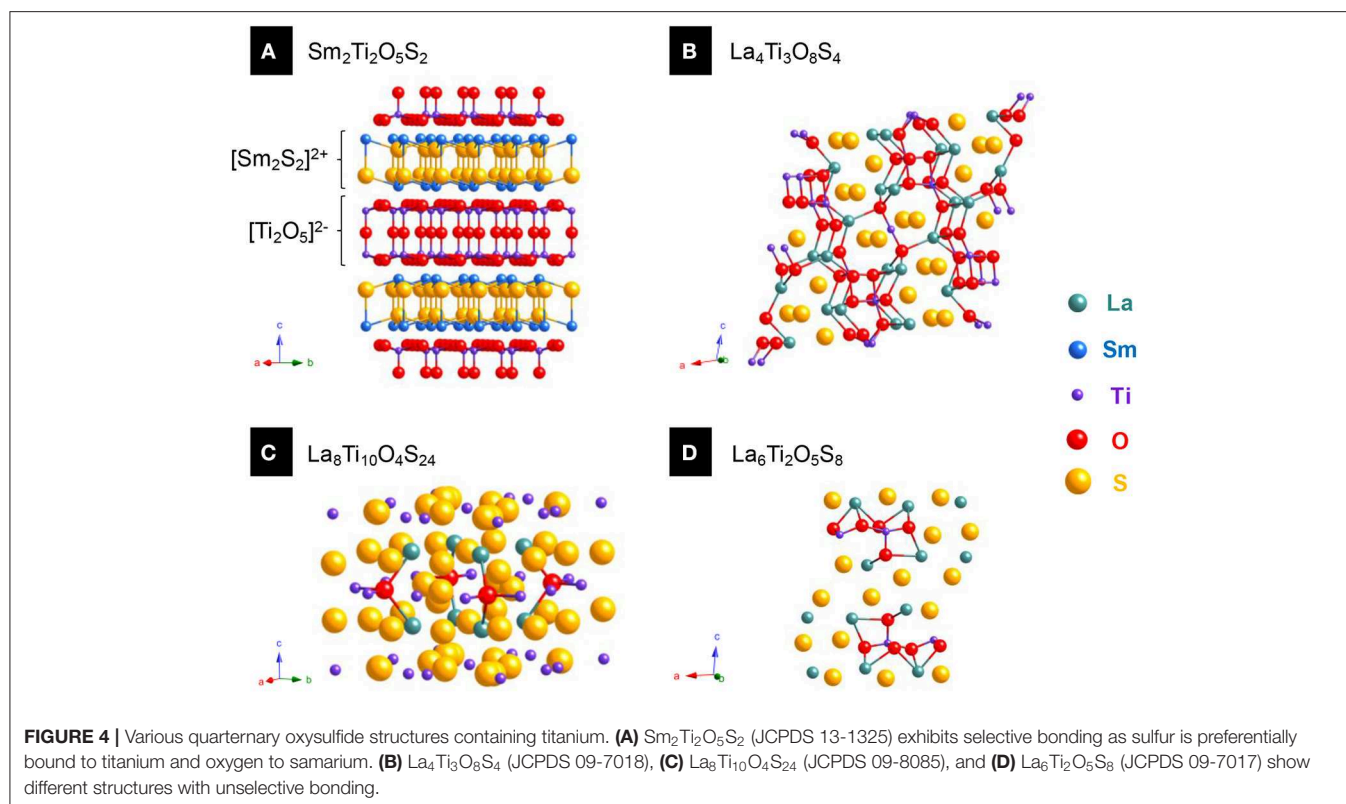 A Sm₂Ti₂O₅S₂
B La₄Ti₃O₈S₄
[Sm₂S₂]²⁺
[Ti₂O₅]²⁻
c
a
b
c
a
b
La
Sm
Ti
O
S
C La₈Ti₁₀O₄S₂₄
D La₆Ti₂O₅S₈
c
a
b
c
a
b
FIGURE 4 | Various quarternary oxysulfide structures containing titanium. (A) Sm₂Ti₂O₅S₂ (JCPDS 13-1325) exhibits selective bonding as sulfur is preferentially
bound to titanium and oxygen to samarium. (B) La₄Ti₃O₈S₄ (JCPDS 09-7018), (C) La₈Ti₁₀O₄S₂₄ (JCPDS 09-8085), and (D) La₆Ti₂O₅S₈ (JCPDS 09-7017) show
different structures with unselective bonding.